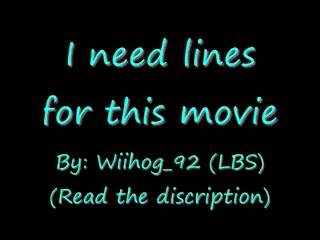 I need lines
for this movie
By: Wiihog_92 (LBS)
(Read the discription)